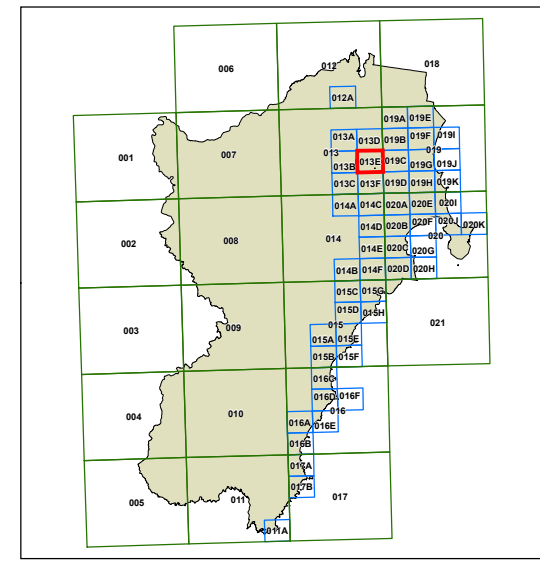 006 012 018
012A
019A 019E
001 007 013A 013D 019B 019F 019I
013 019
013B 013E 019C 019G 019J
013C 013F 019D 019H 019K
014A 014C 020A 020E 020I
002 008 014 014D 020B 020F 020J 020K
020
014E 020C 020G
014B 014F 020D 020H
015C 015G
003 009 015D 015H 021
015
015A 015E
015B 015F
016C
004 010 016D 016F
016
016A 016E
016B
017A
005 011 017B 017
011A